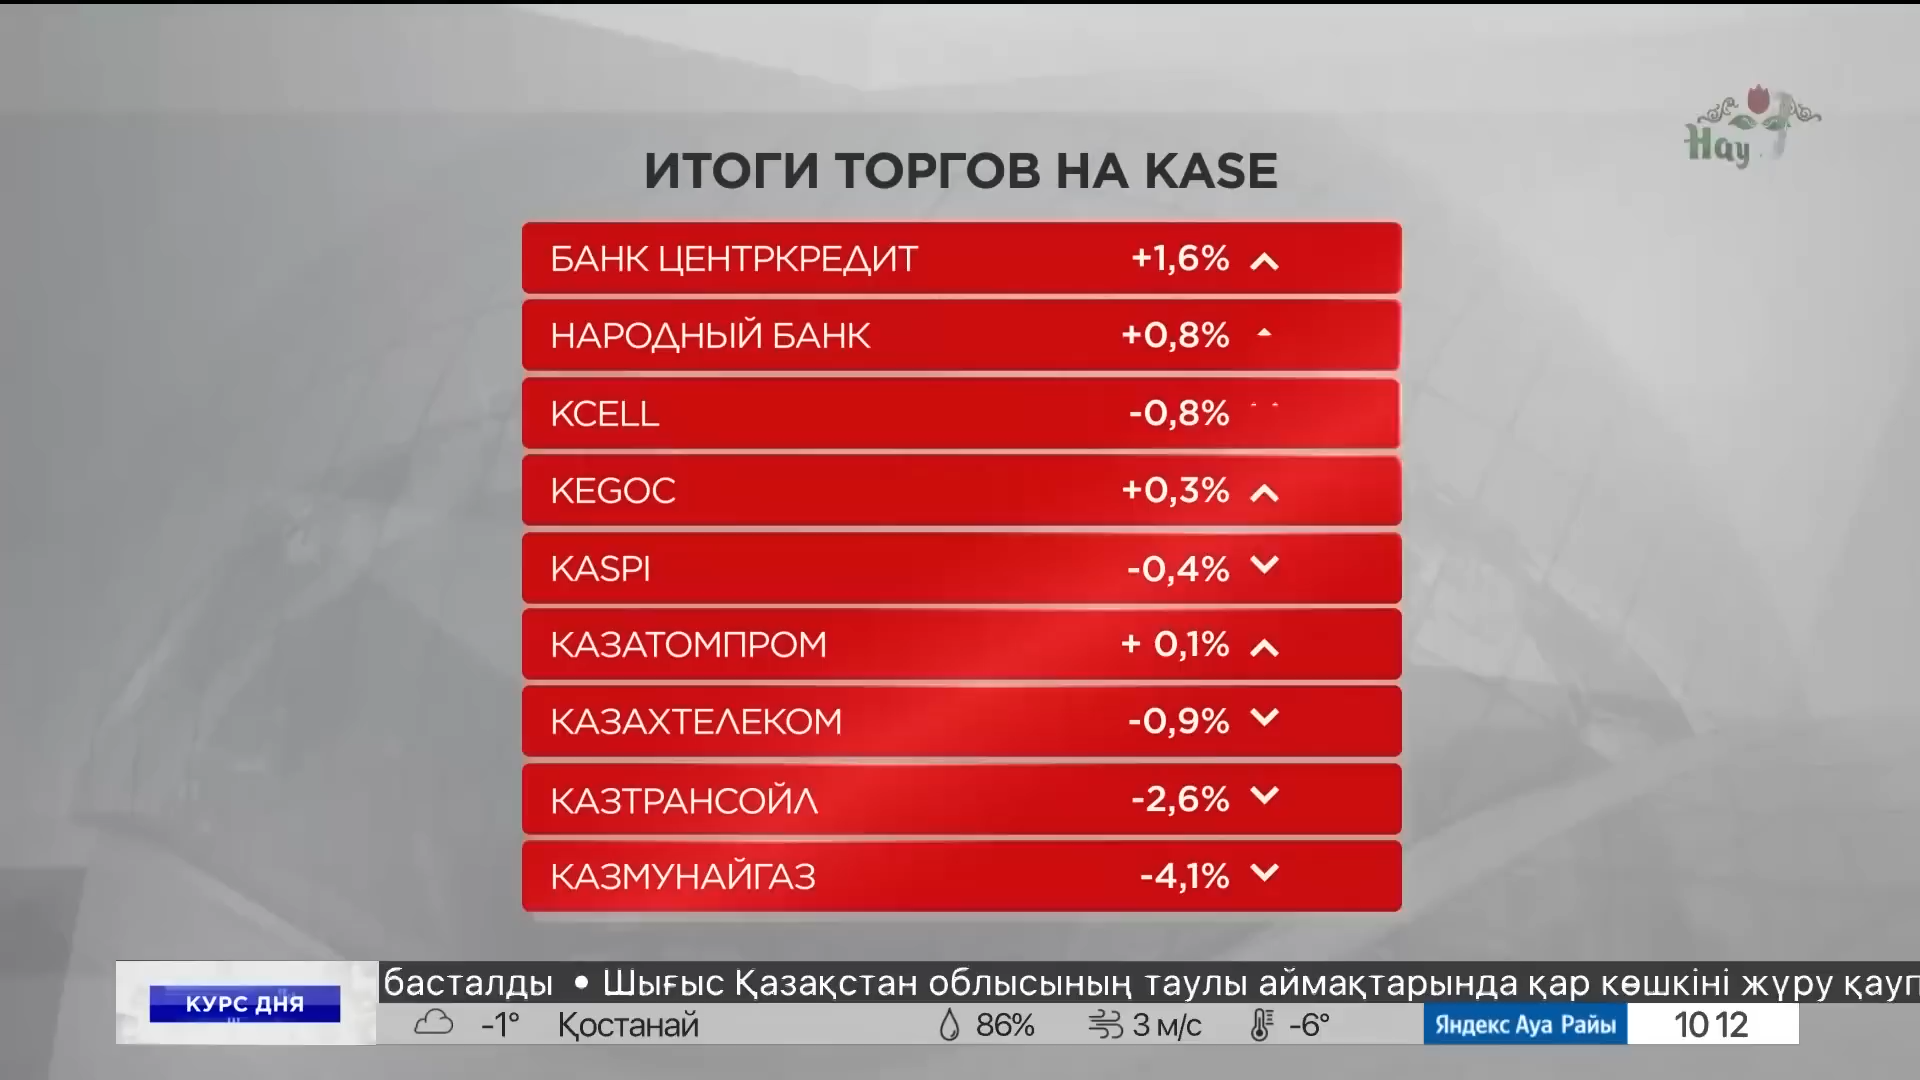 Нау
ИТОГИ ТОРГОВ НА KASE
БАНК ЦЕНТРКРЕДИТ +1,6%
НАРОДНЫЙ БАНК +0,8%
KCELL -0,8%
KEGOC +0,3%
KASPI -0,4%
КАЗАТОМПРОМ + 0,1%
КАЗАХТЕЛЕКОМ -0,9%
КАЗТРАНСОЙЛ -2,6%
КАЗМУНАЙГАЗ -4,1%
басталды • Шығыс Қазақстан облысының таулы аймақтарында қар көшкіні жүру қауп
КУРС ДНЯ
-1° Қостанай 86% 3 м/с -6° Яндекс Ауа Райы 10 12